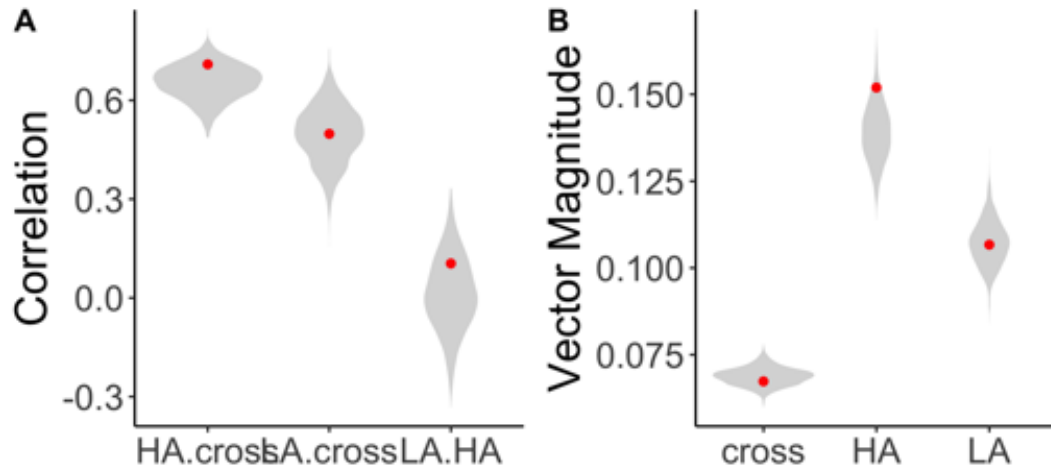 A
Correlation
0.6
0.3
0.0
-0.3
HA.cross LA.cross LA.HA
B
Vector Magnitude
0.150
0.125
0.100
0.075
cross HA LA